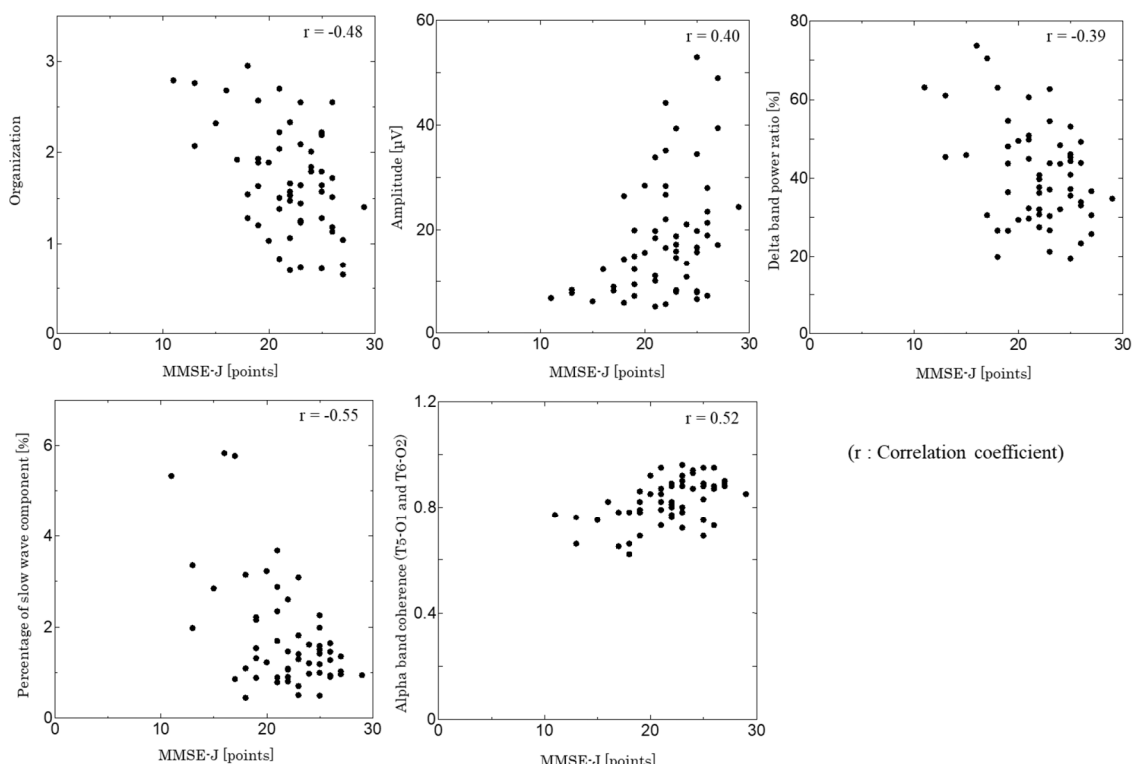 r = -0.48
3
2
1
0
Organization
0
10
20
30
MMSE-J [points]
r = 0.40
60
40
20
0
Amplitude [µV]
0
10
20
30
MMSE-J [points]
r = -0.39
80
60
40
20
0
Delta band power ratio [%]
0
10
20
30
MMSE-J [points]
r = -0.55
6
4
2
0
Percentage of slow wave component [%]
0
10
20
30
MMSE-J [points]
r = 0.52
1.2
0.8
0.4
0
Alpha band coherence (T5-O1 and T6-O2)
0
10
20
30
MMSE-J [points]
(r : Correlation coefficient)